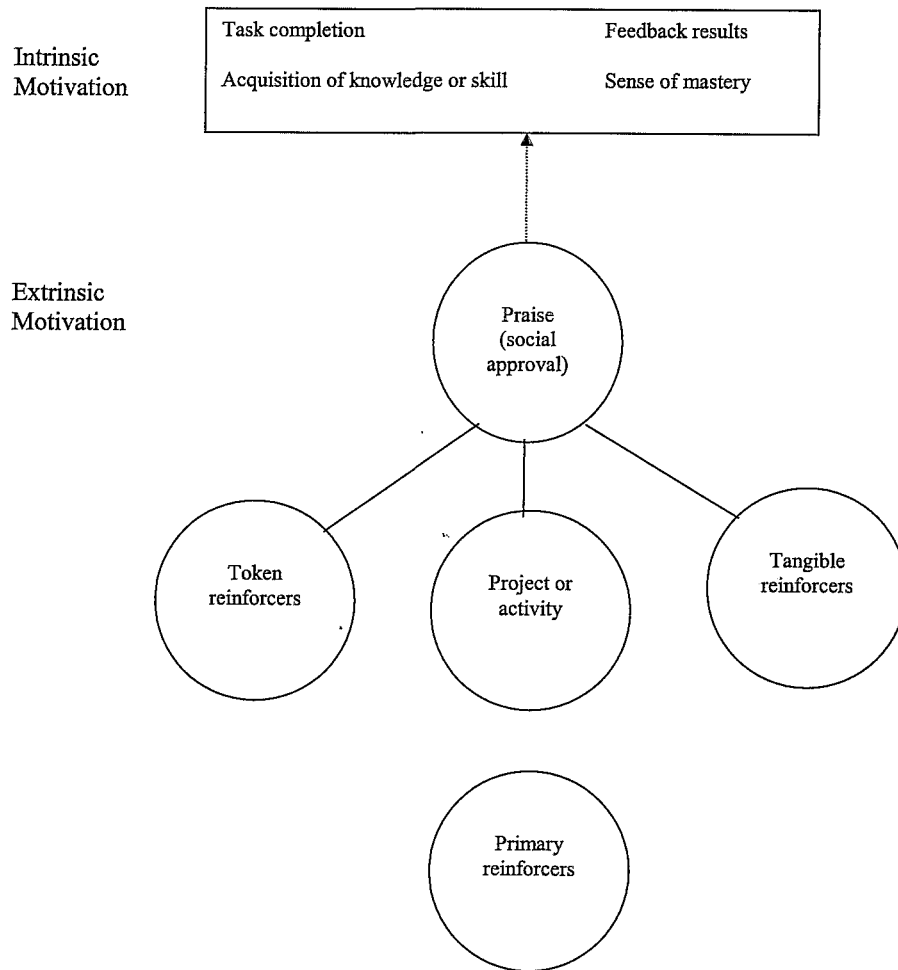 Task completion
Feedback results
Intrinsic
Motivation
Acquisition of knowledge or skill
Sense of mastery
Extrinsic
Motivation
Praise
(social
approval)
Token
reinforcers
Project or
activity
Tangible
reinforcers
Primary
reinforcers